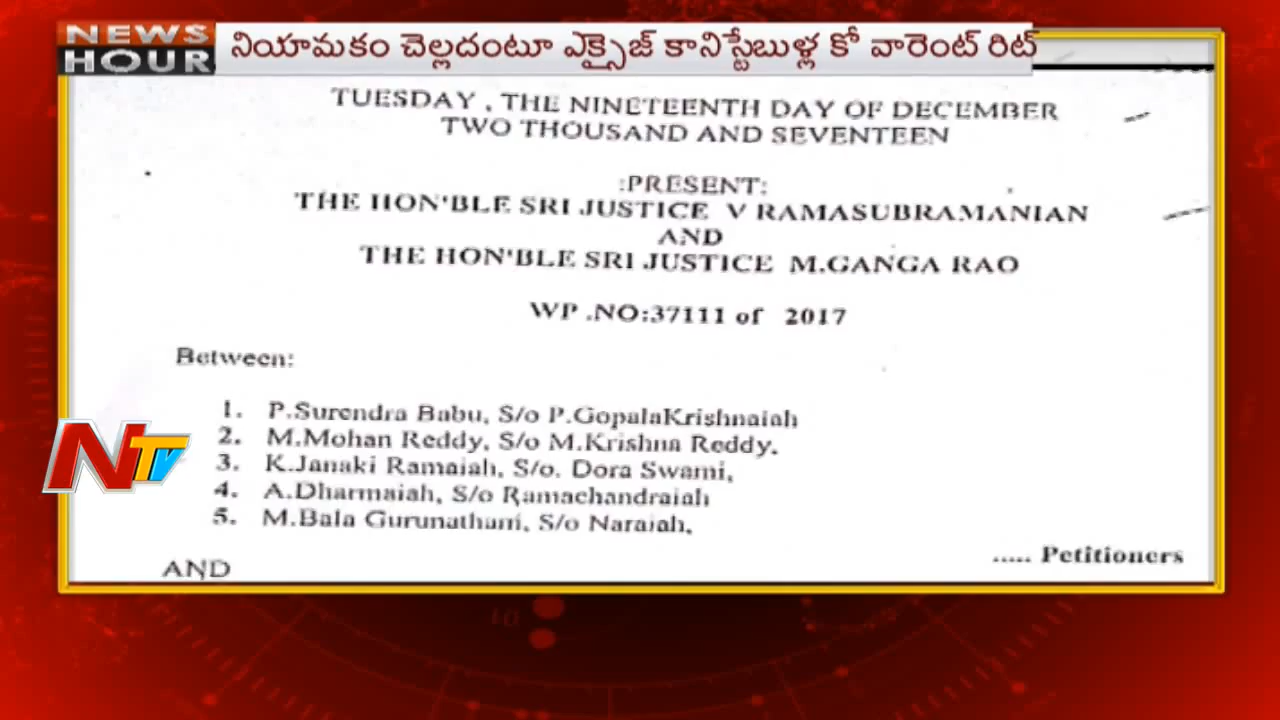 NEWS
HOUR
నియామకం చెల్లదంటూ ఎక్సైజ్ కానిస్టేబుళ్ల కో వారెంట్ రిట్
TUESDAY , THE NINETEENTH DAY OF DECEMBER
TWO THOUSAND AND SEVENTEEN
:PRESENT:
THE HON'BLE SRI JUSTICE V RAMASUBRAMANIAN
AND
THE HON'BLE SRI JUSTICE M.GANGA RAO
WP .NO:37111 of 2017
Between:
1. P.Surendra Babu, S/o P.GopalaKrishnaiah
2. M.Mohan Reddy, S/o M.Krishna Reddy.
3. K.Janaki Ramaiah, S/o. Dora Swami,
4. A.Dharmaiah, S/o Ramachandraiah
5. M.Bala Gurunatham, S/o Naraiah,
..... Petitioners
AND
NTV
10